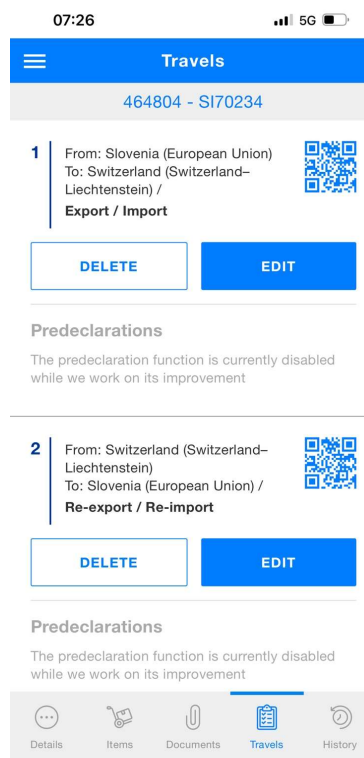 07:26
5G
Travels
464804 - SI70234
1
From: Slovenia (European Union)
To: Switzerland (Switzerland–
Liechtenstein) /
Export / Import
DELETE
EDIT
Predeclarations
The predeclaration function is currently disabled
while we work on its improvement
2
From: Switzerland (Switzerland–
Liechtenstein)
To: Slovenia (European Union) /
Re-export / Re-import
DELETE
EDIT
Predeclarations
The predeclaration function is currently disabled
while we work on its improvement
Details
Items
Documents
Travels
History